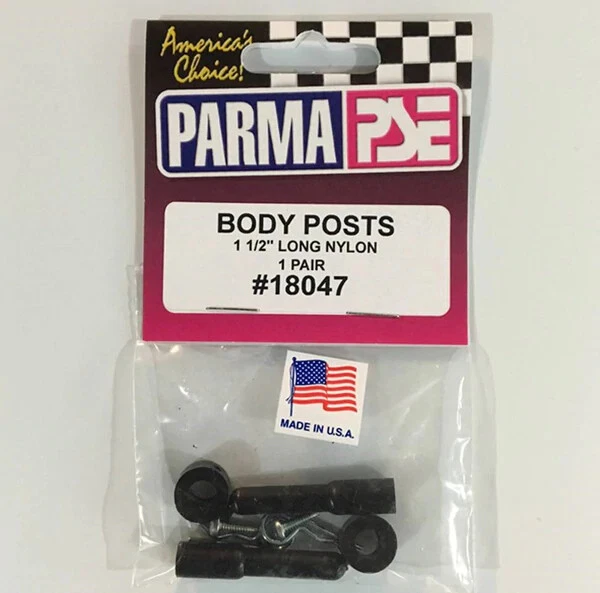 America's
Choice!
PARMA PSE
BODY POSTS
1 1/2" LONG NYLON
1 PAIR
#18047
MADE IN U.S.A.